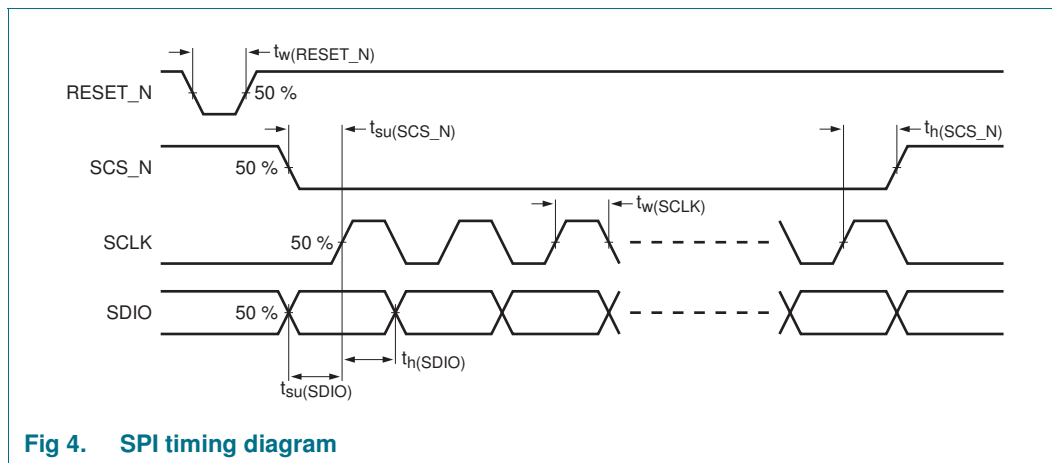 tw(RESET_N)
RESET_N
50 %
tsu(SCS_N)
th(SCS_N)
SCS_N
50 %
tw(SCLK)
SCLK
50 %
SDIO
50 %
th(SDIO)
tsu(SDIO)
Fig 4. SPI timing diagram